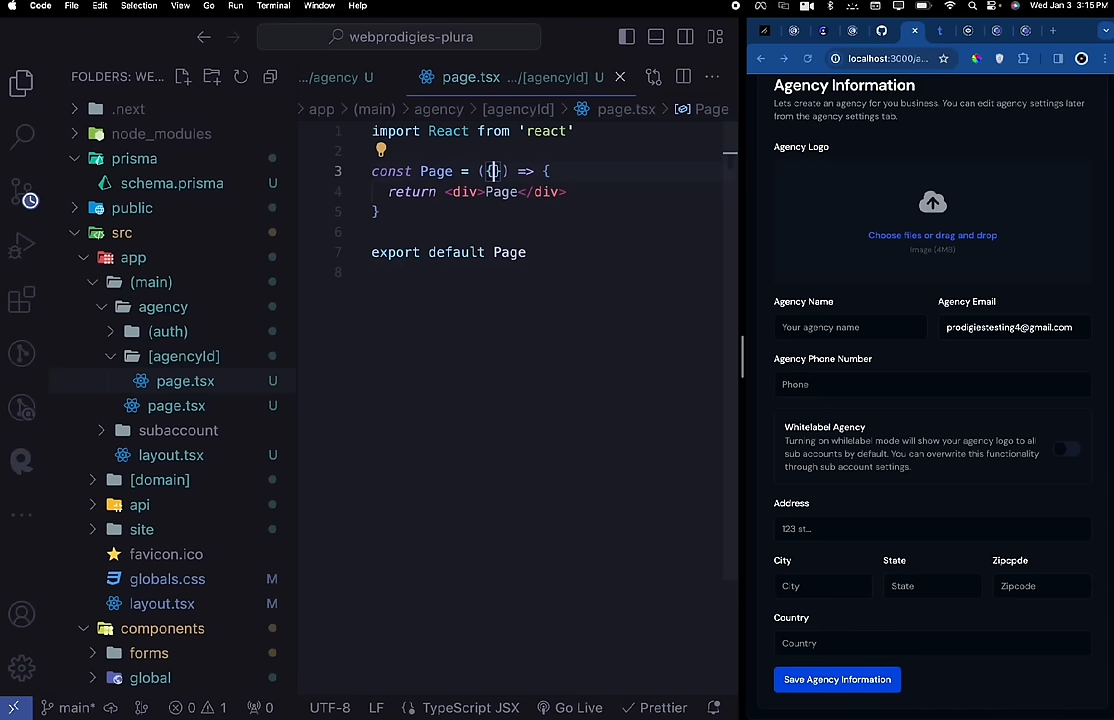 Code File Edit Selection View Go Run Terminal Window Help
Wed Jan 3 3:15 PM
webprodigies-plura
FOLDERS: WE...
.../agency U
page.tsx .../[agencyId] U
localhost:3000/a...
> app > (main) > agency > [agencyId] > page.tsx > Page
.next
node_modules
prisma
schema.prisma U
public
src
app
(main)
agency
(auth)
[agencyId]
page.tsx U
page.tsx U
subaccount
layout.tsx U
[domain]
api
site
favicon.ico
globals.css M
layout.tsx M
components
forms
global
1 import React from 'react'
2
3 const Page = ({}) => {
4 return <div>Page</div>
5 }
6
7 export default Page
8
Agency Information
Lets create an agency for you business. You can edit agency settings later
from the agency settings tab.
Agency Logo
Choose files or drag and drop
Image (4MB)
Agency Name Agency Email
Your agency name prodigiestesting4@gmail.com
Agency Phone Number
Phone
Whitelabel Agency
Turning on whitelabel mode will show your agency logo to all
sub accounts by default. You can overwrite this functionality
through sub account settings.
Address
123 st...
City State Zipcpde
City State Zipcode
Country
Country
Save Agency Information
main* 0 1 0 UTF-8 LF TypeScript JSX Go Live Prettier